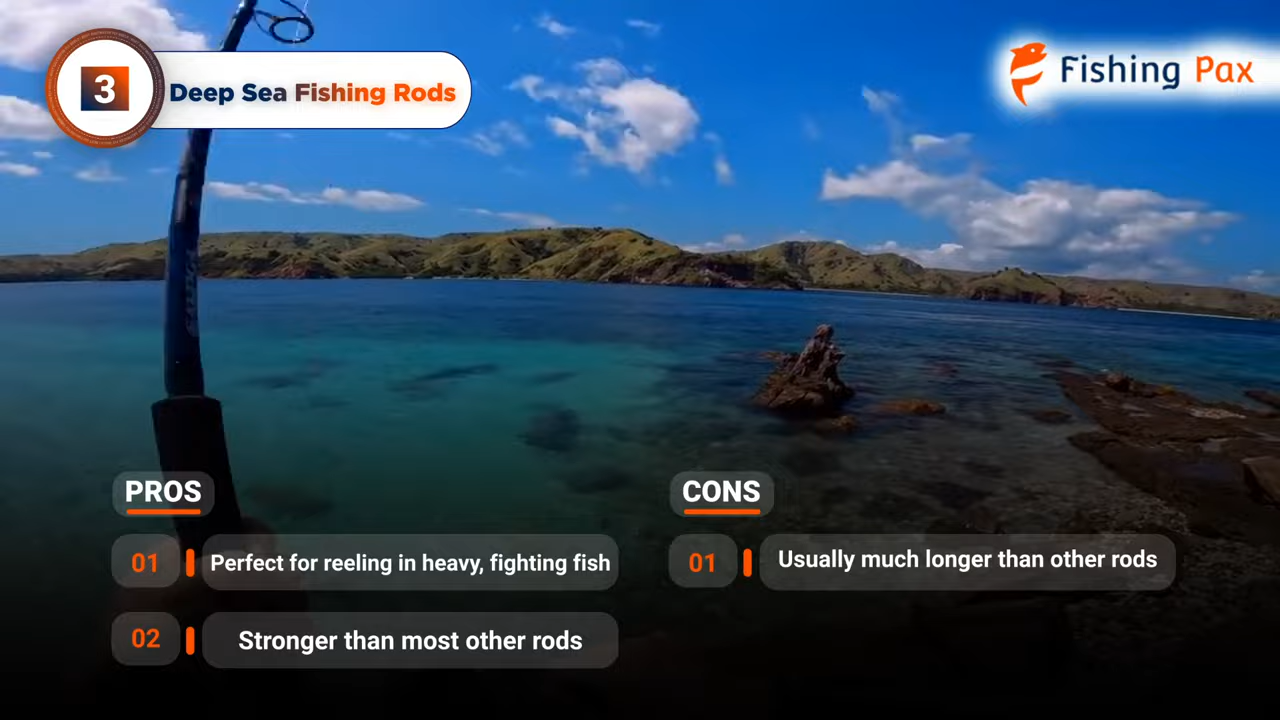 3
Deep Sea Fishing Rods
Fishing Pax
PROS
01 Perfect for reeling in heavy, fighting fish
02 Stronger than most other rods
CONS
01 Usually much longer than other rods